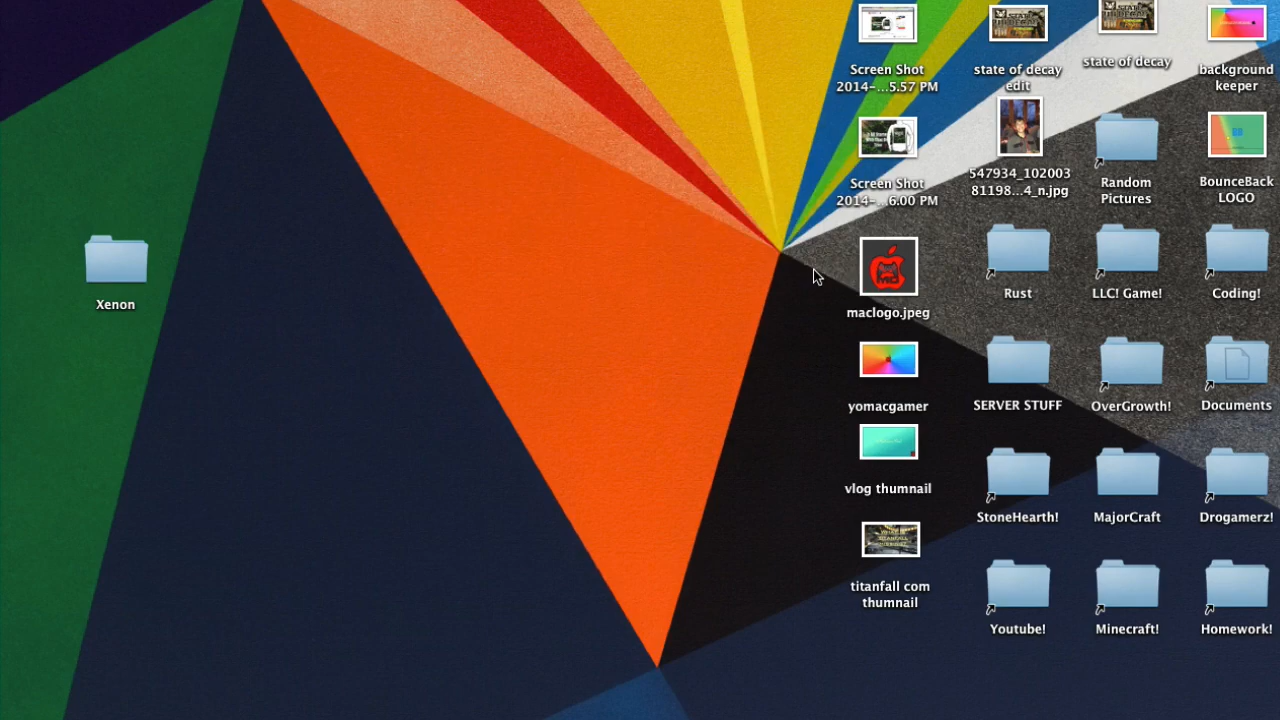 Screen Shot
2014-...5.57 PM
state of decay
edit
state of decay
background
keeper
Screen Shot
2014-...6.00 PM
547934_102003
81198...4_n.jpg
Random
Pictures
BounceBack
LOGO
Xenon
maclogo.jpeg
Rust
LLC! Game!
Coding!
yomacgamer
SERVER STUFF
OverGrowth!
Documents
vlog thumnail
StoneHearth!
MajorCraft
Drogamerz!
titanfall com
thumnail
Youtube!
Minecraft!
Homework!